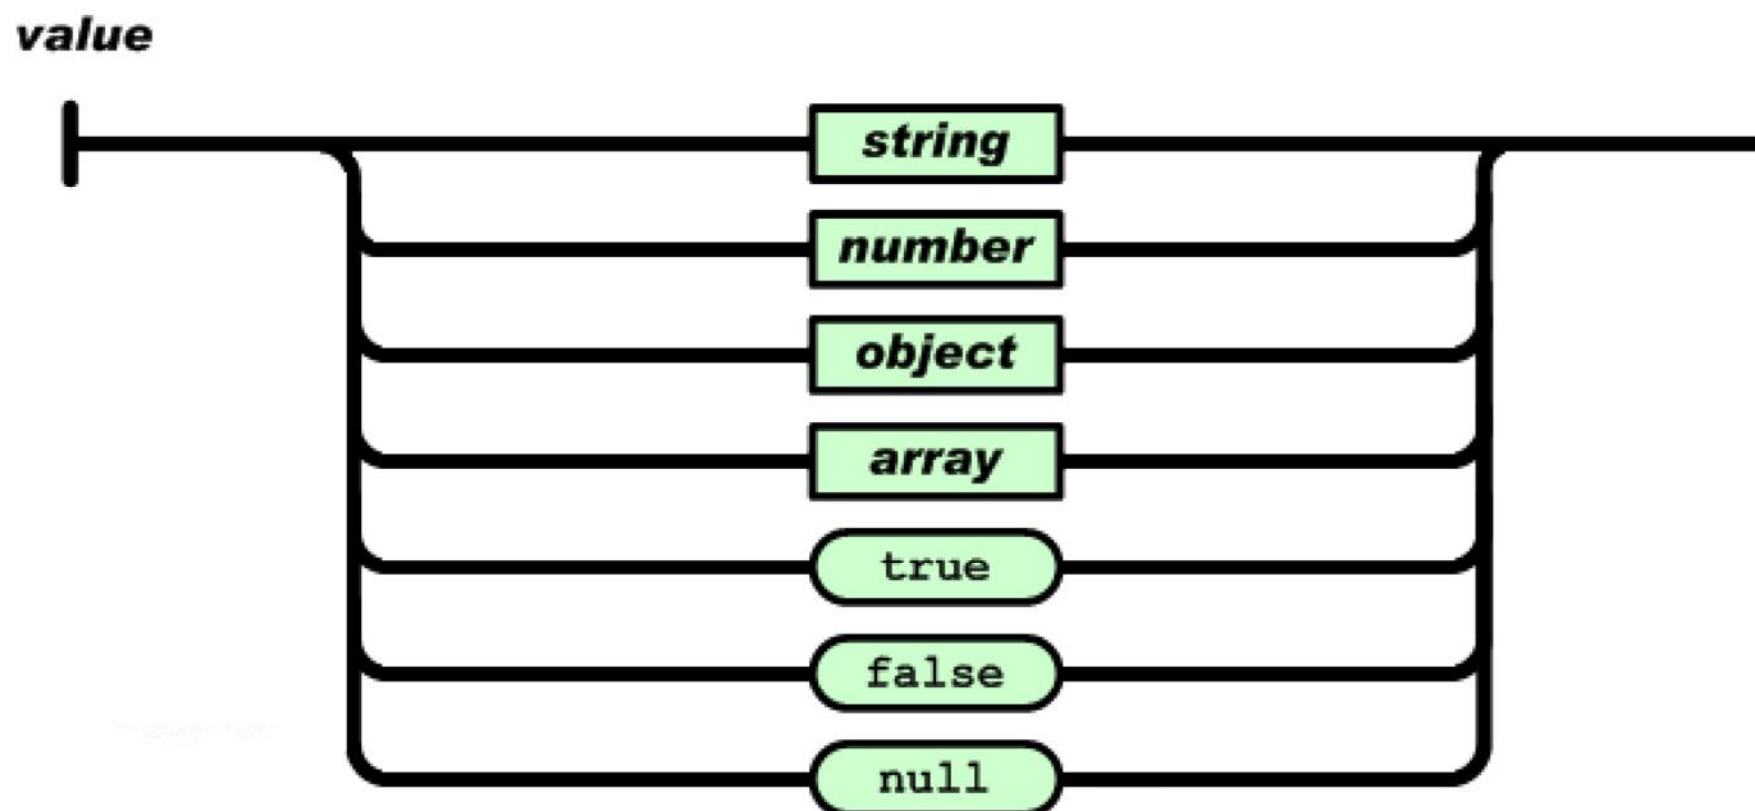 value
string
number
object
array
true
false
null